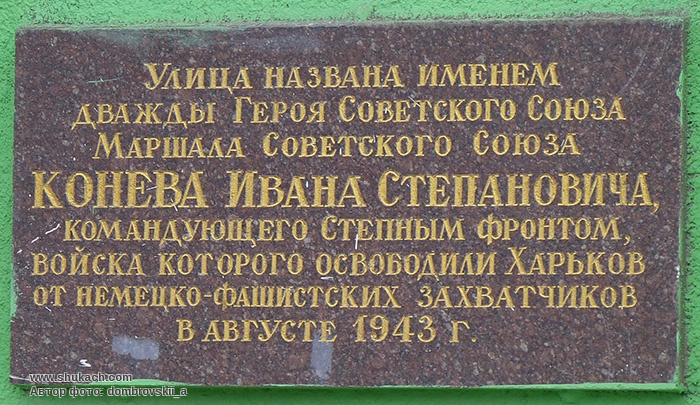 Улица названа именем
дважды Героя Советского Союза
Маршала Советского Союза
Конева Ивана Степановича,
командующего Степным фронтом,
войска которого освободили Харьков
от немецко-фашистских захватчиков
в августе 1943 г.
www.shukach.com
Автор фото: dombrovskii_a